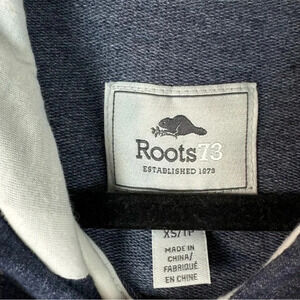 Roots73
ESTABLISHED 1973
XS/TP
MADE IN
CHINA/
FABRIQUÉ
EN CHINE